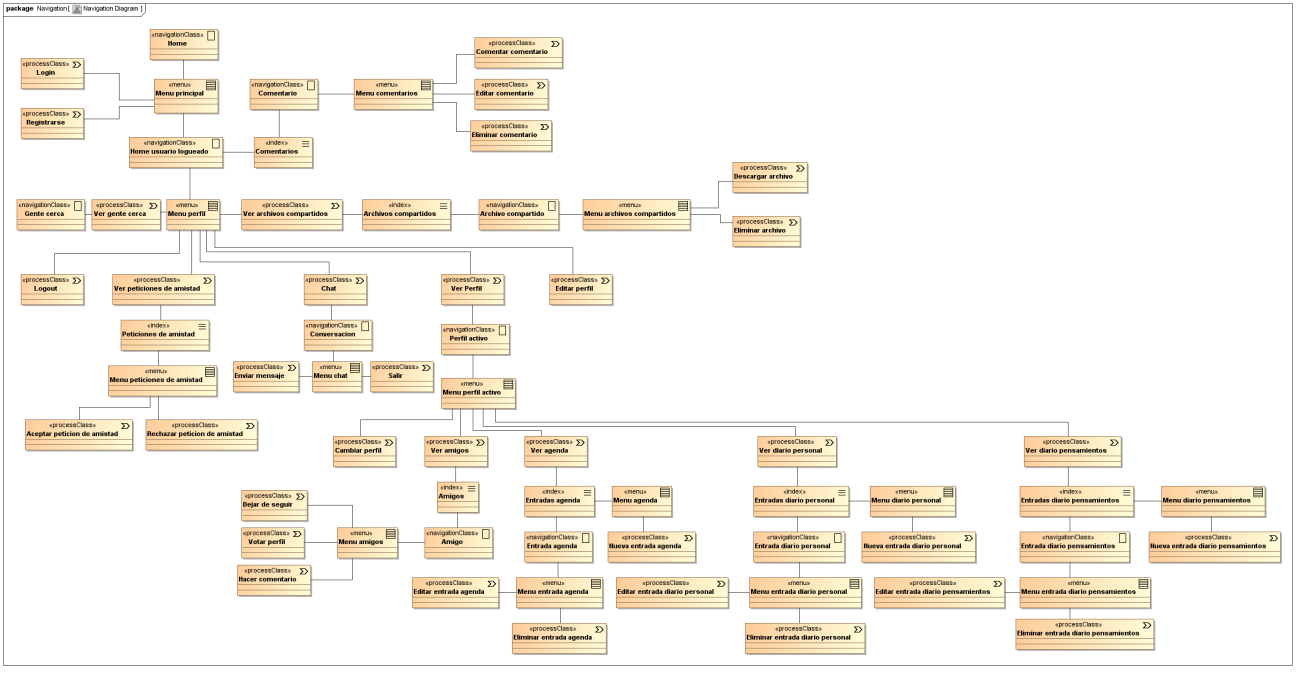 package Navigation [ Navigation Diagram ]
«navigationClass»
Home
«processClass»
Login
«menu»
Menu principal
«processClass»
Registrarse
«navigationClass»
Comentario
«menu»
Menu comentarios
«processClass»
Comentar comentario
«processClass»
Editar comentario
«processClass»
Eliminar comentario
«navigationClass»
Home usuario logueado
«index»
Comentarios
«navigationClass»
Gente cerca
«processClass»
Ver gente cerca
«menu»
Menu perfil
«processClass»
Ver archivos compartidos
«index»
Archivos compartidos
«navigationClass»
Archivo compartido
«menu»
Menu archivos compartidos
«processClass»
Descargar archivo
«processClass»
Eliminar archivo
«processClass»
Logout
«processClass»
Ver peticiones de amistad
«processClass»
Chat
«processClass»
Ver Perfil
«processClass»
Editar perfil
«index»
Peticiones de amistad
«navigationClass»
Conversacion
«navigationClass»
Perfil activo
«menu»
Menu peticiones de amistad
«processClass»
Enviar mensaje
«menu»
Menu chat
«processClass»
Salir
«menu»
Menu perfil activo
«processClass»
Aceptar peticion de amistad
«processClass»
Rechazar peticion de amistad
«processClass»
Cambiar perfil
«processClass»
Ver amigos
«processClass»
Ver agenda
«processClass»
Ver diario personal
«processClass»
Ver diario pensamientos
«processClass»
Dejar de seguir
«index»
Amigos
«index»
Entradas agenda
«menu»
Menu agenda
«index»
Entradas diario personal
«menu»
Menu diario personal
«index»
Entradas diario pensamientos
«menu»
Menu diario pensamientos
«processClass»
Votar perfil
«menu»
Menu amigos
«navigationClass»
Amigo
«navigationClass»
Entrada agenda
«processClass»
Nueva entrada agenda
«navigationClass»
Entrada diario personal
«processClass»
Nueva entrada diario personal
«navigationClass»
Entrada diario pensamientos
«processClass»
Nueva entrada diario pensamientos
«processClass»
Hacer comentario
«processClass»
Editar entrada agenda
«menu»
Menu entrada agenda
«processClass»
Editar entrada diario personal
«menu»
Menu entrada diario personal
«processClass»
Editar entrada diario pensamientos
«menu»
Menu entrada diario pensamientos
«processClass»
Eliminar entrada agenda
«processClass»
Eliminar entrada diario personal
«processClass»
Eliminar entrada diario pensamientos